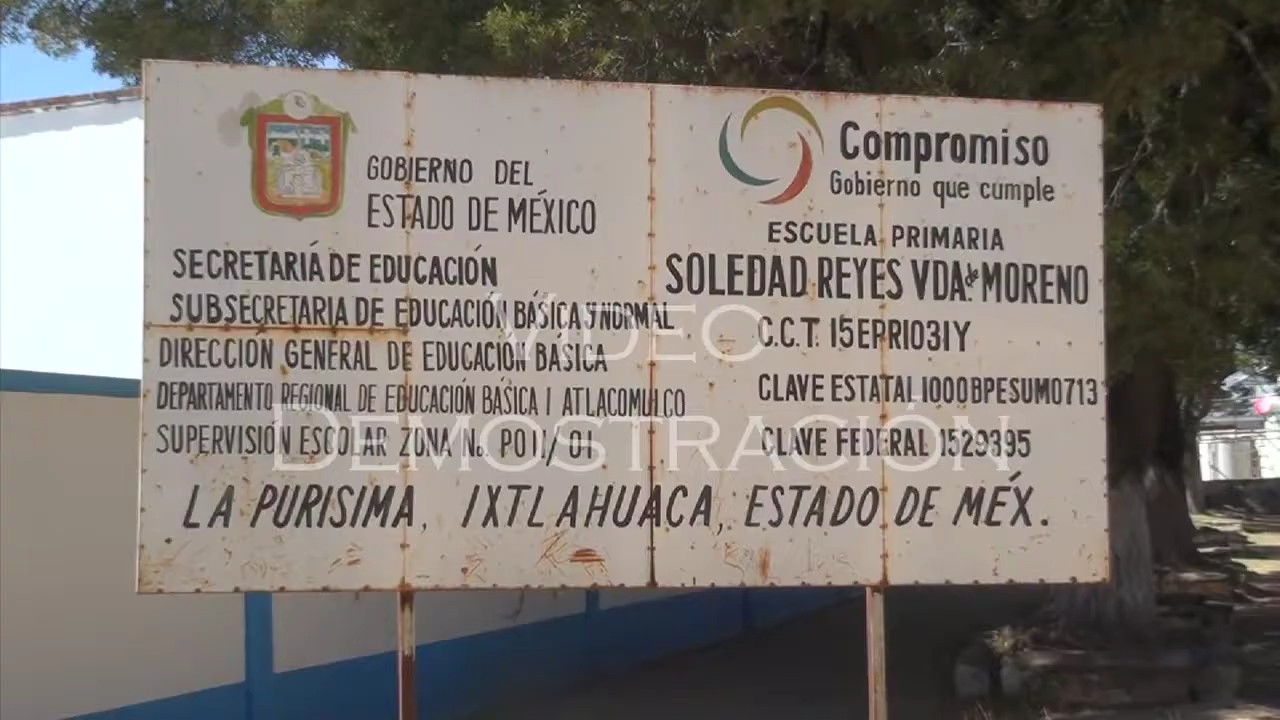 GOBIERNO DEL
ESTADO DE MÉXICO
SECRETARÍA DE EDUCACIÓN
SUBSECRETARIA DE EDUCACIÓN BÁSICA Y NORMAL
DIRECCION GENERAL DE EDUCACIÓN BÁSICA
DEPARTAMENTO REGIONAL DE EDUCACIÓN BÁSICA I ATLACOMULCO
SUPERVISIÓN ESCOLAR ZONA No. P011/01
Compromiso
Gobierno que cumple
ESCUELA PRIMARIA
SOLEDAD REYES VDA. de MORENO
C.C.T. 15EPR1031Y
CLAVE ESTATAL 1000BPESUM0713
CLAVE FEDERAL 1529395
LA PURISIMA, IXTLAHUACA, ESTADO DE MÉX.
VIDEO
DEMOSTRACIÓN